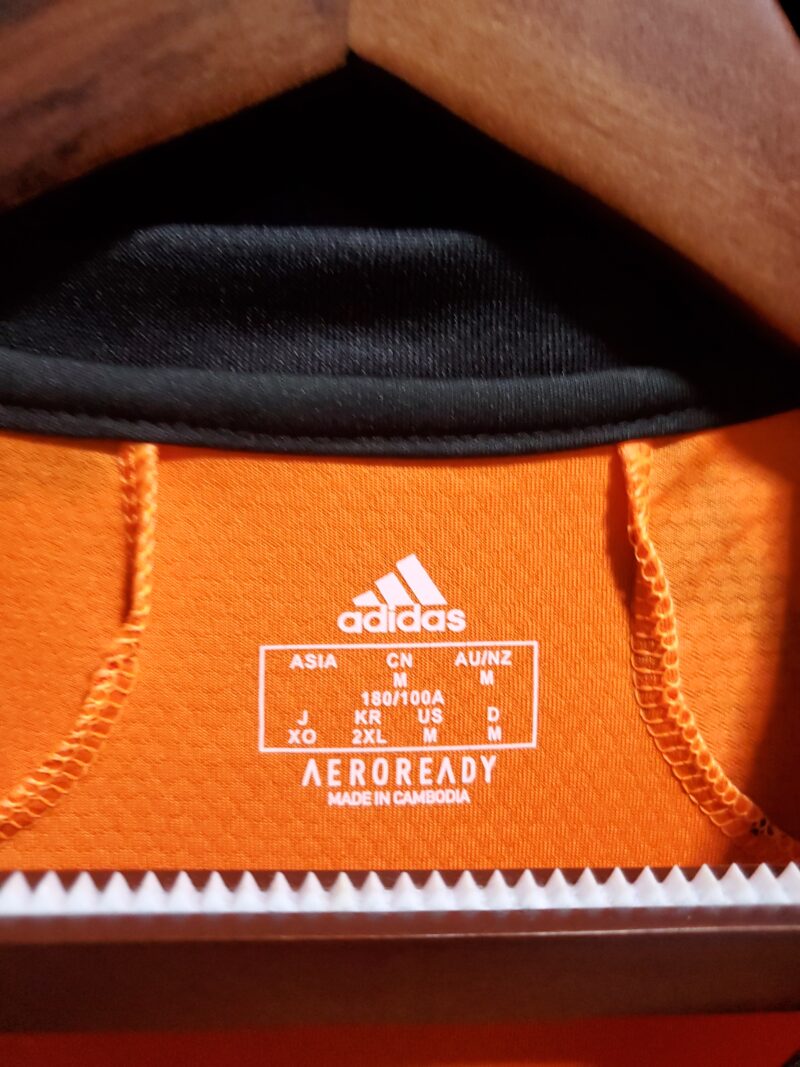 adidas
ASIA CN AU/NZ
M M
180/100A
J KR US D
XO 2XL M M
AEROREADY
MADE IN CAMBODIA